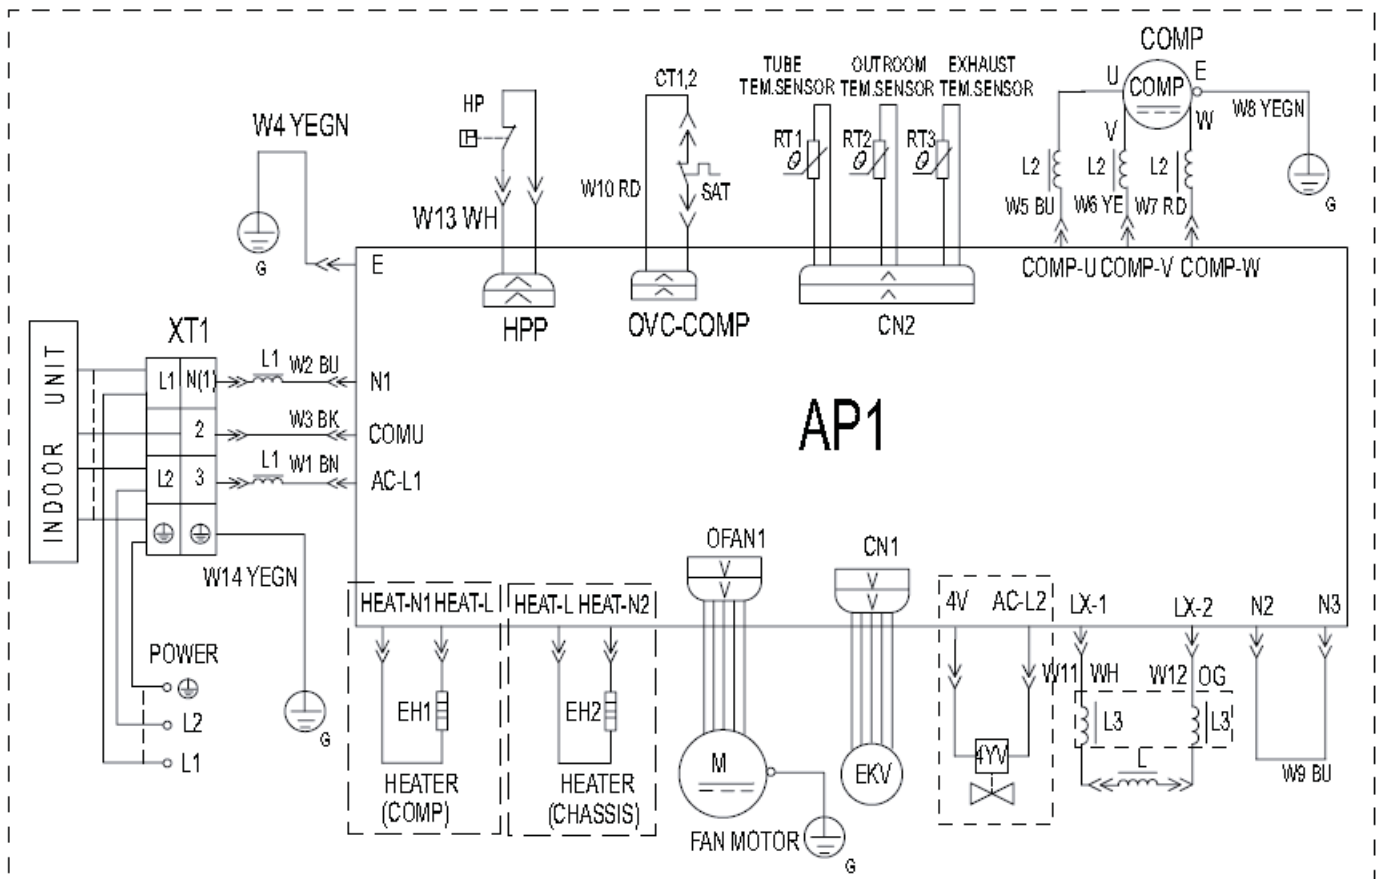 COMP
TUBE
TEM.SENSOR
OUTROOM
TEM.SENSOR
EXHAUST
TEM.SENSOR
CT1,2
HP
U
COMP
E
W8 YEGN
W4 YEGN
V
W
RT1
RT2
RT3
L2
L2
L2
W10 RD
SAT
W5 BU
W6 YE
W7 RD
G
W13 WH
G
E
COMP-U
COMP-V
COMP-W
HPP
OVC-COMP
CN2
XT1
INDOOR UNIT
L1
N(1)
L1
W2 BU
N1
2
W3 BK
COMU
L2
3
L1
W1 BN
AC-L1
AP1
W14 YEGN
OFAN1
CN1
V
V
V
V
HEAT-N1
HEAT-L
HEAT-L
HEAT-N2
4V
AC-L2
LX-1
LX-2
N2
N3
POWER
L2
L1
G
W11 WH
W12 OG
EH1
EH2
L3
L3
M
EKV
4YV
L
W9 BU
HEATER
(COMP)
HEATER
(CHASSIS)
FAN MOTOR
G